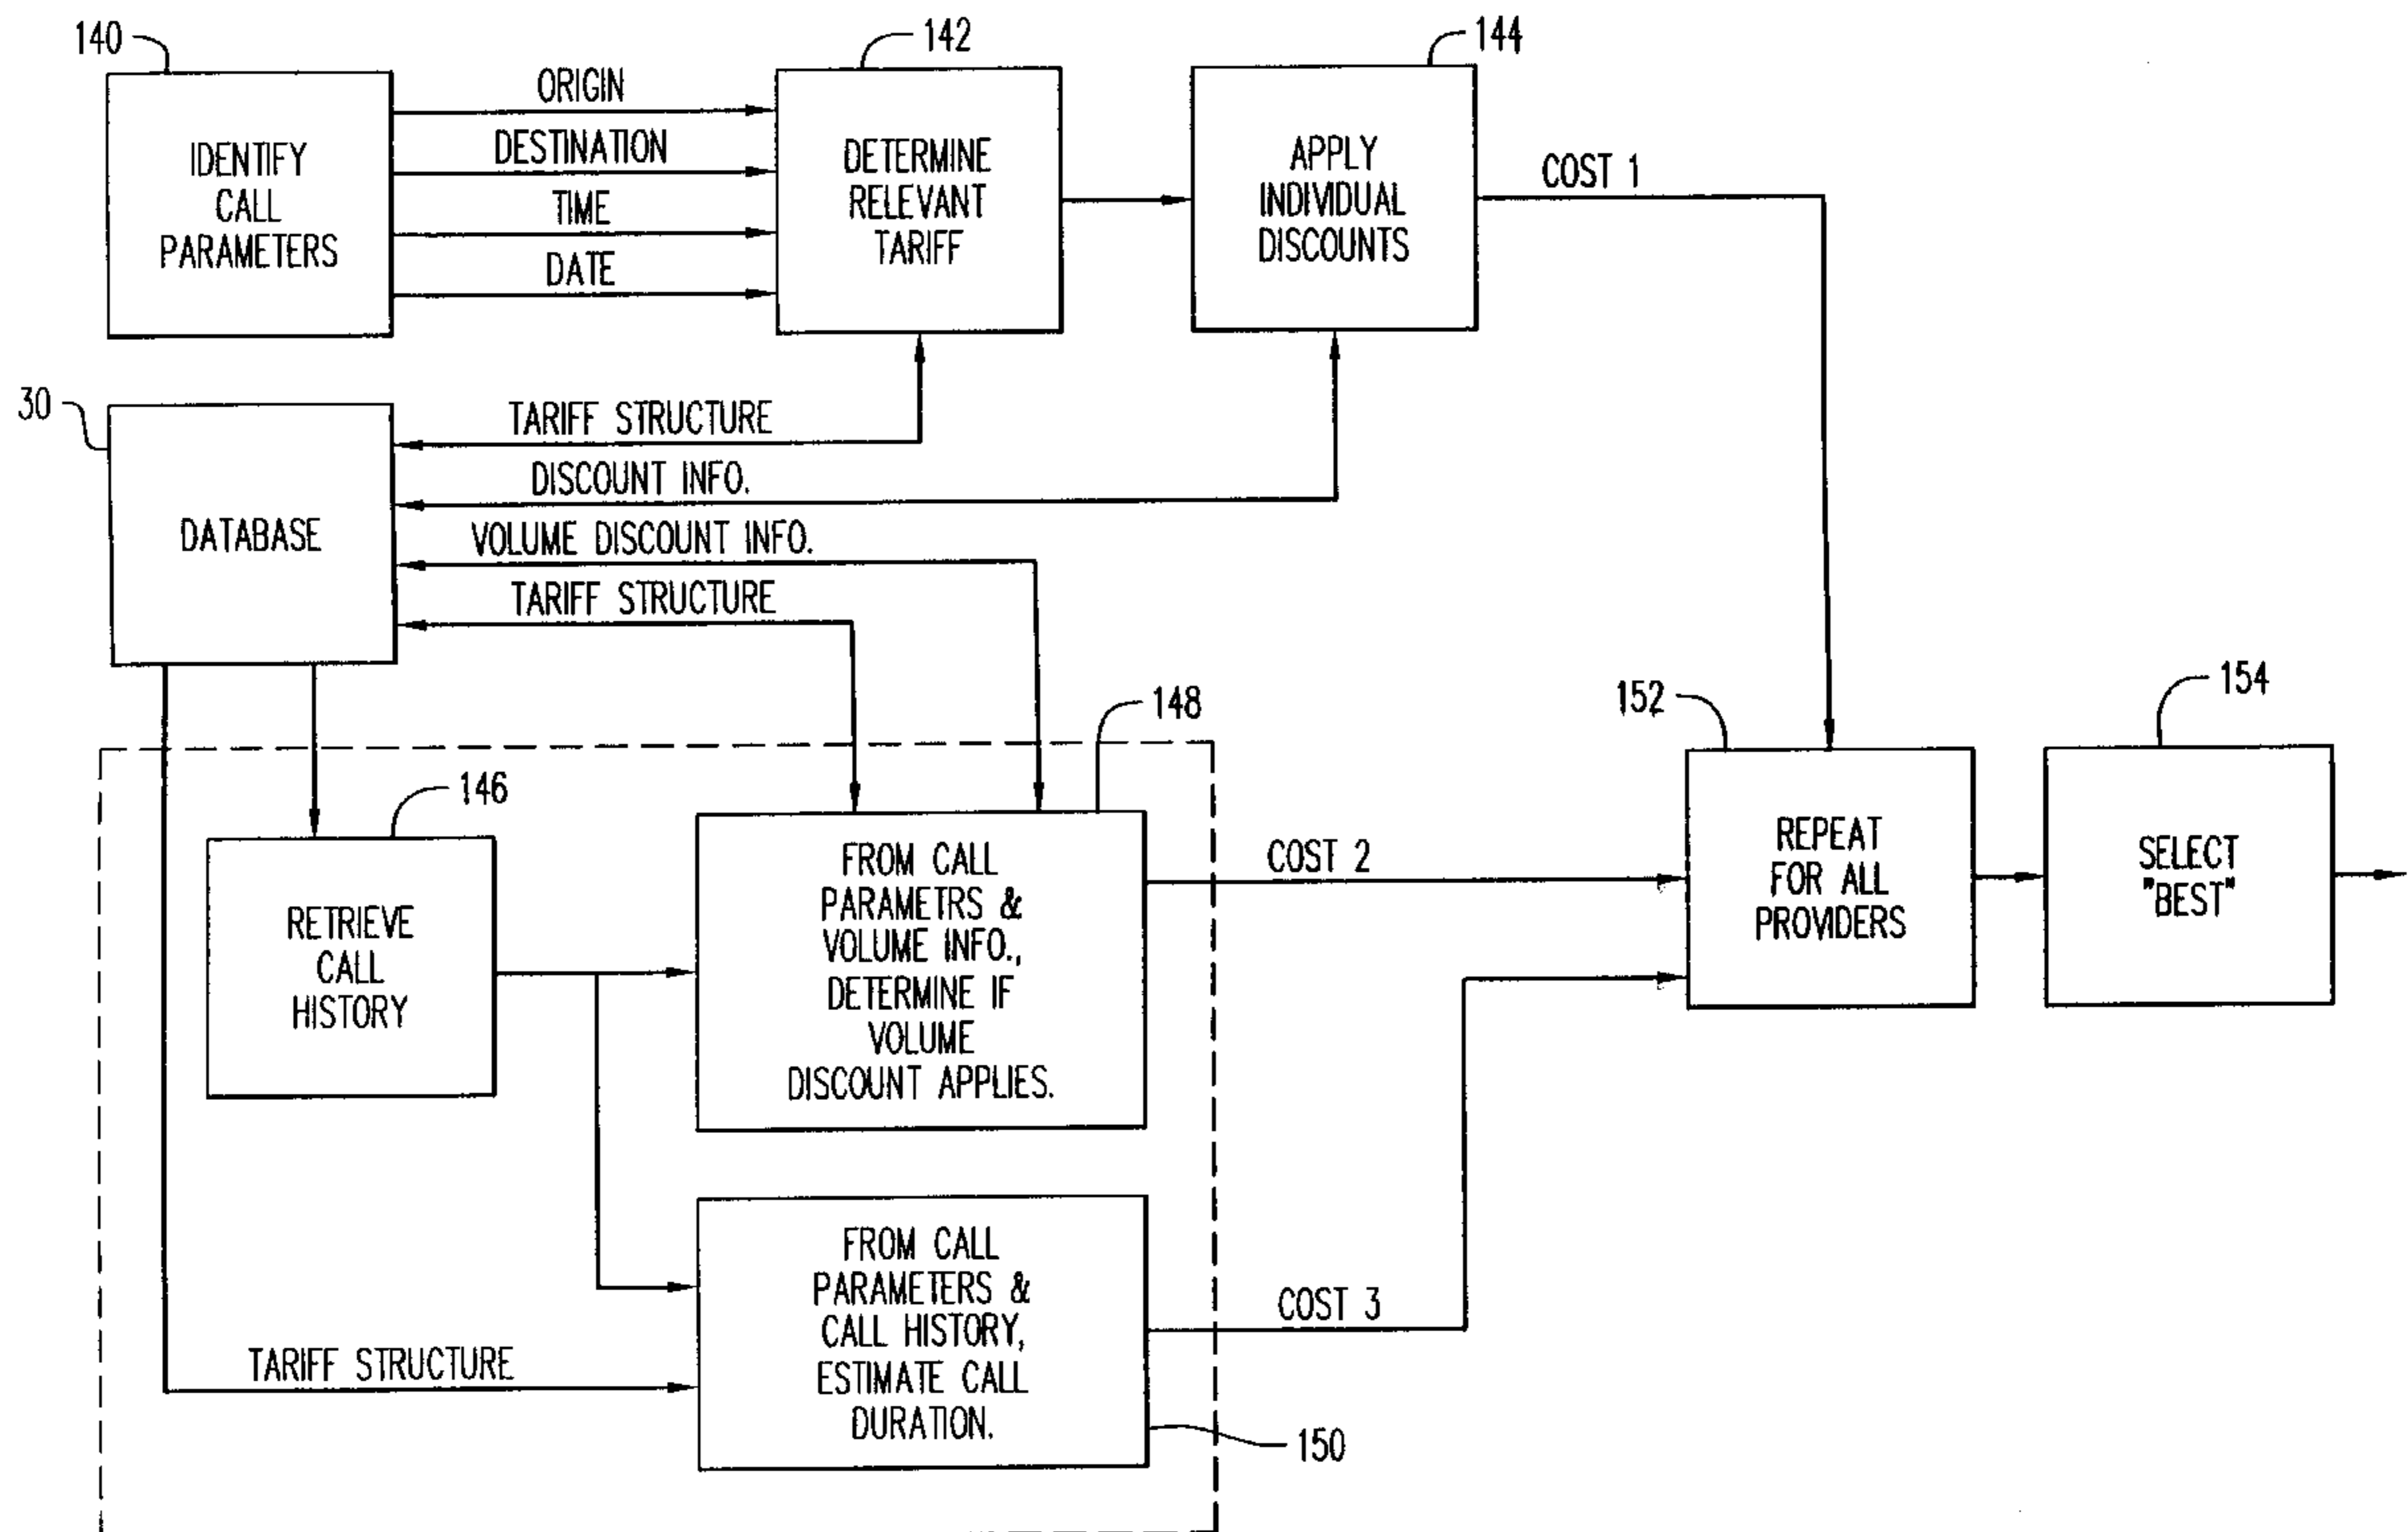 140
142
144
IDENTIFY
CALL
PARAMETERS
ORIGIN
DESTINATION
TIME
DATE
DETERMINE
RELEVANT
TARIFF
APPLY
INDIVIDUAL
DISCOUNTS
COST 1
30
DATABASE
TARIFF STRUCTURE
DISCOUNT INFO.
VOLUME DISCOUNT INFO.
TARIFF STRUCTURE
146
RETRIEVE
CALL
HISTORY
148
FROM CALL
PARAMETRS &
VOLUME INFO.,
DETERMINE IF
VOLUME
DISCOUNT APPLIES.
COST 2
152
REPEAT
FOR ALL
PROVIDERS
154
SELECT
"BEST"
TARIFF STRUCTURE
FROM CALL
PARAMETERS &
CALL HISTORY,
ESTIMATE CALL
DURATION.
COST 3
150